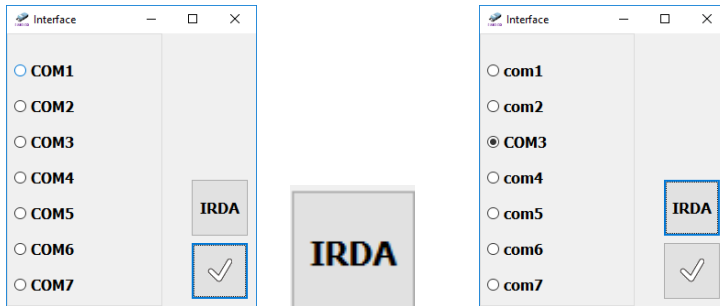 Interface
COM1
COM2
COM3
COM4
COM5
COM6
COM7
IRDA
IRDA
Interface
com1
com2
COM3
com4
com5
com6
com7
IRDA